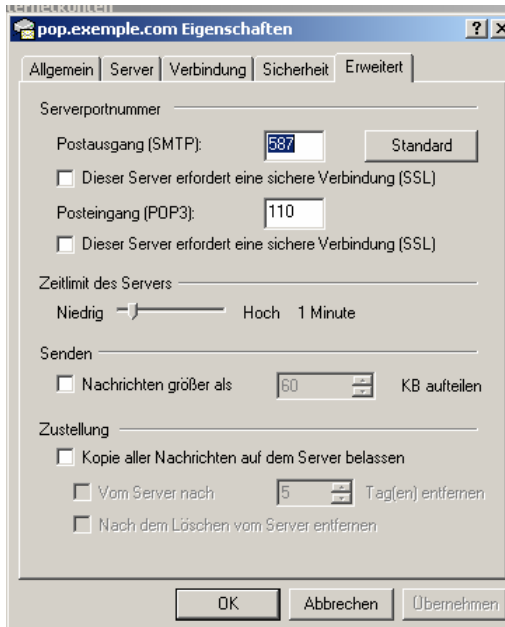 ternetkonten
pop.exemple.com Eigenschaften
Allgemein Server Verbindung Sicherheit Erweitert
Serverportnummer
Postausgang (SMTP): 587 Standard
Dieser Server erfordert eine sichere Verbindung (SSL)
Posteingang (POP3): 110
Dieser Server erfordert eine sichere Verbindung (SSL)
Zeitlimit des Servers
Niedrig Hoch 1 Minute
Senden
Nachrichten größer als 60 KB aufteilen
Zustellung
Kopie aller Nachrichten auf dem Server belassen
Vom Server nach 5 Tag(en) entfernen
Nach dem Löschen vom Server entfernen
OK Abbrechen Übernehmen